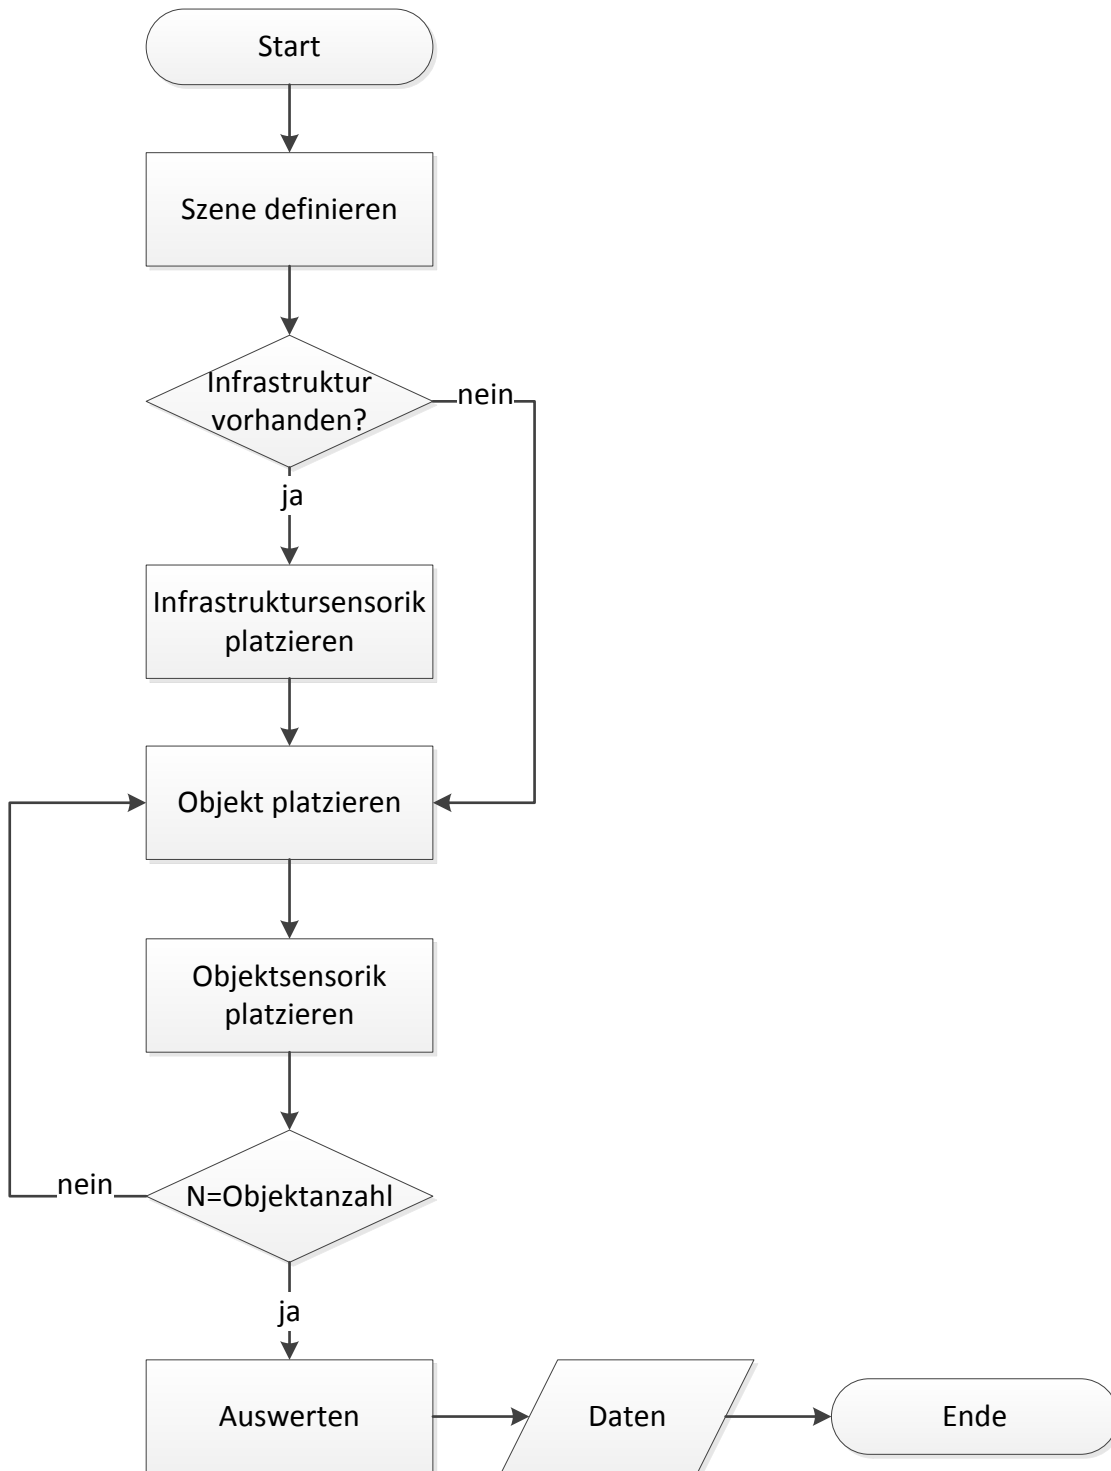 Start
Szene definieren
Infrastruktur
vorhanden?
nein
ja
Infrastruktursensorik
platzieren
Objekt platzieren
Objektsensorik
platzieren
nein
N=Objektanzahl
ja
Auswerten
Daten
Ende